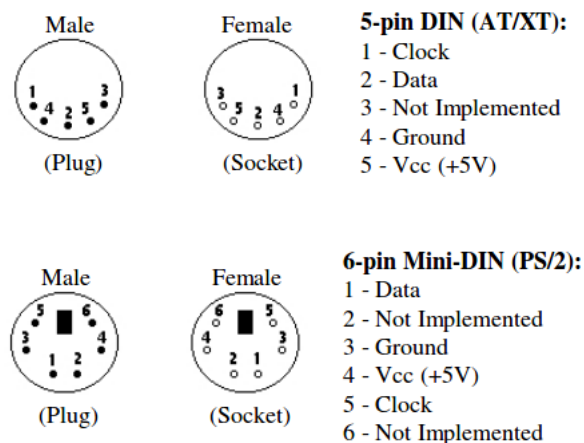 Male
Female
5-pin DIN (AT/XT):
1 - Clock
2 - Data
3 - Not Implemented
4 - Ground
5 - Vcc (+5V)
1
3
4
2
5
3
1
5
2
4
(Plug)
(Socket)
Male
Female
6-pin Mini-DIN (PS/2):
1 - Data
2 - Not Implemented
3 - Ground
4 - Vcc (+5V)
5 - Clock
6 - Not Implemented
5
6
3
4
1
2
6
5
4
3
2
1
(Plug)
(Socket)